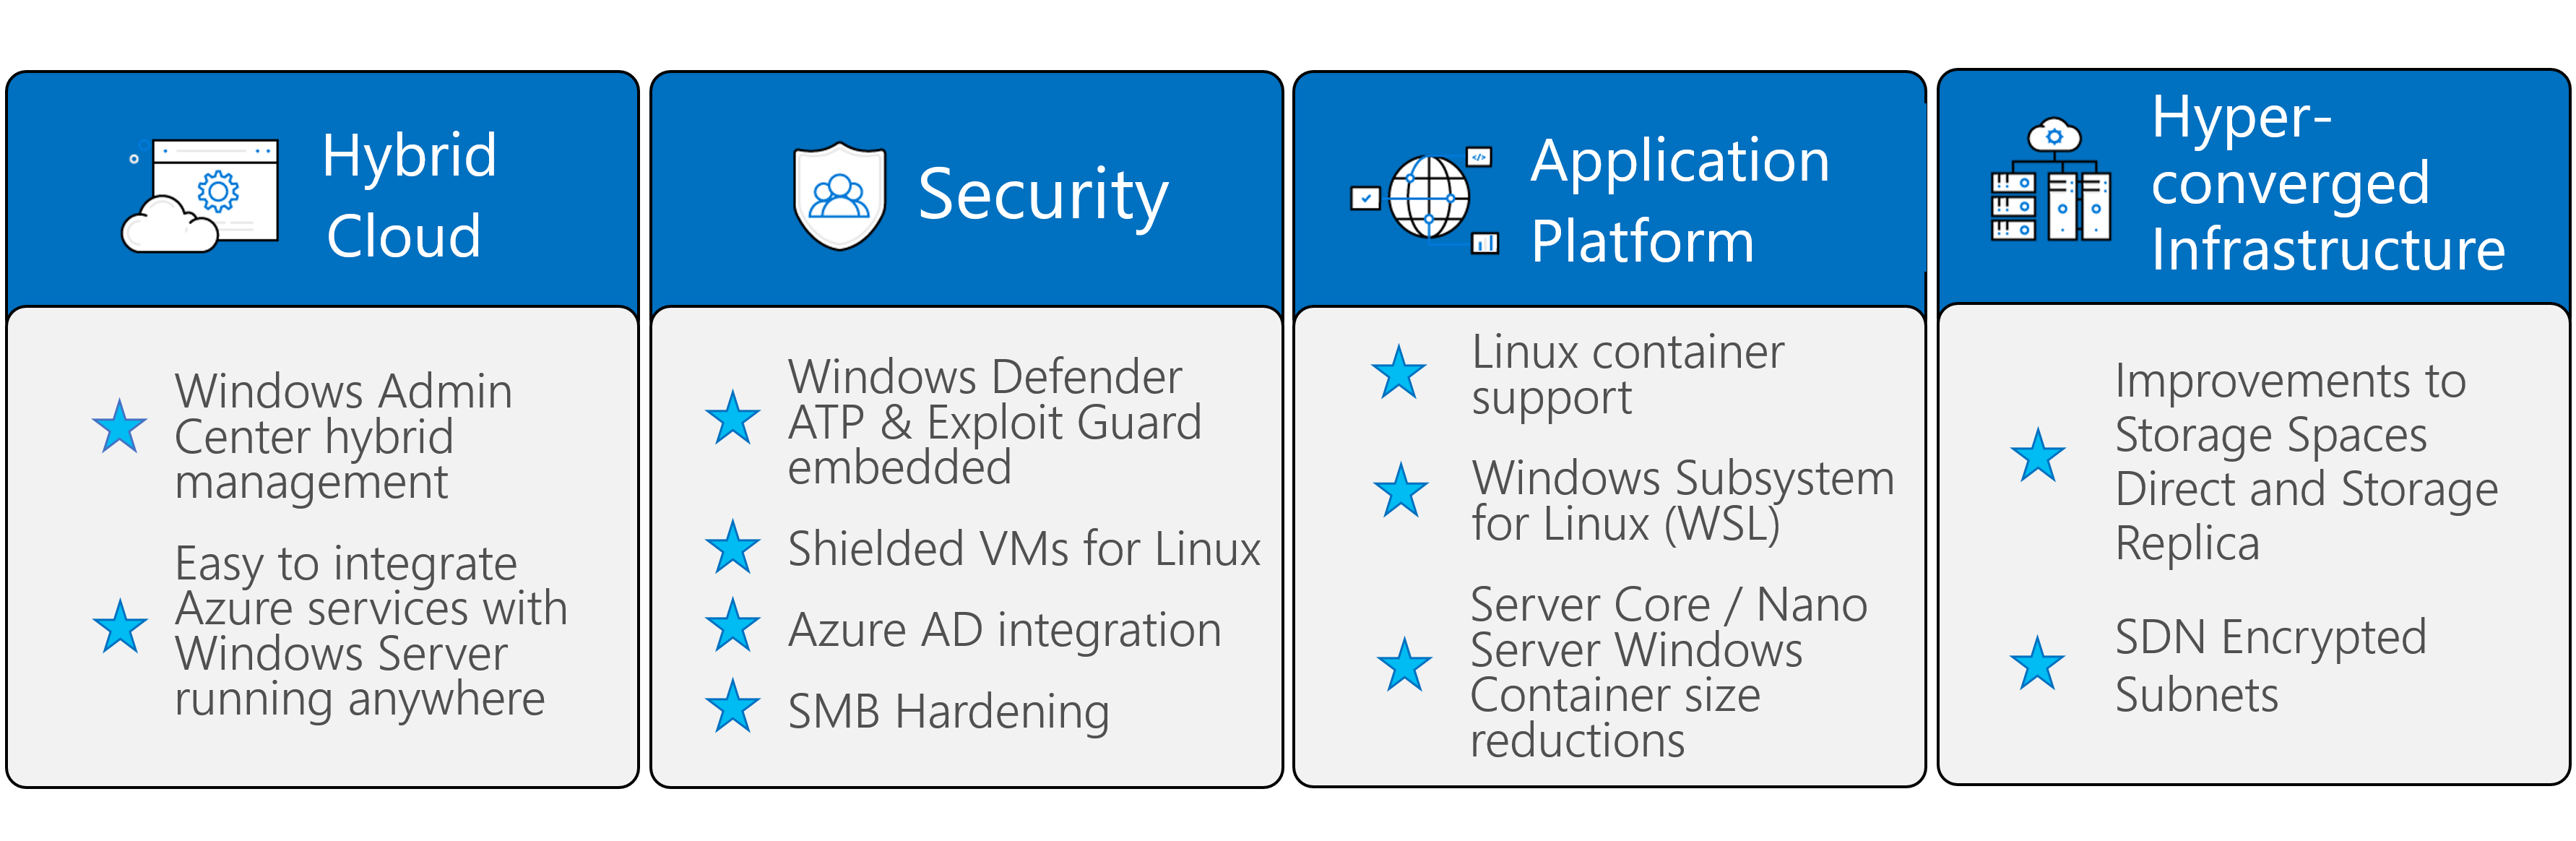 Hybrid
Cloud
Windows Admin
Center hybrid
management
Easy to integrate
Azure services with
Windows Server
running anywhere
Security
Windows Defender
ATP & Exploit Guard
embedded
Shielded VMs for Linux
Azure AD integration
SMB Hardening
Application
Platform
</>
Linux container
support
Windows Subsystem
for Linux (WSL)
Server Core / Nano
Server Windows
Container size
reductions
Hyper-
converged
Infrastructure
Improvements to
Storage Spaces
Direct and Storage
Replica
SDN Encrypted
Subnets